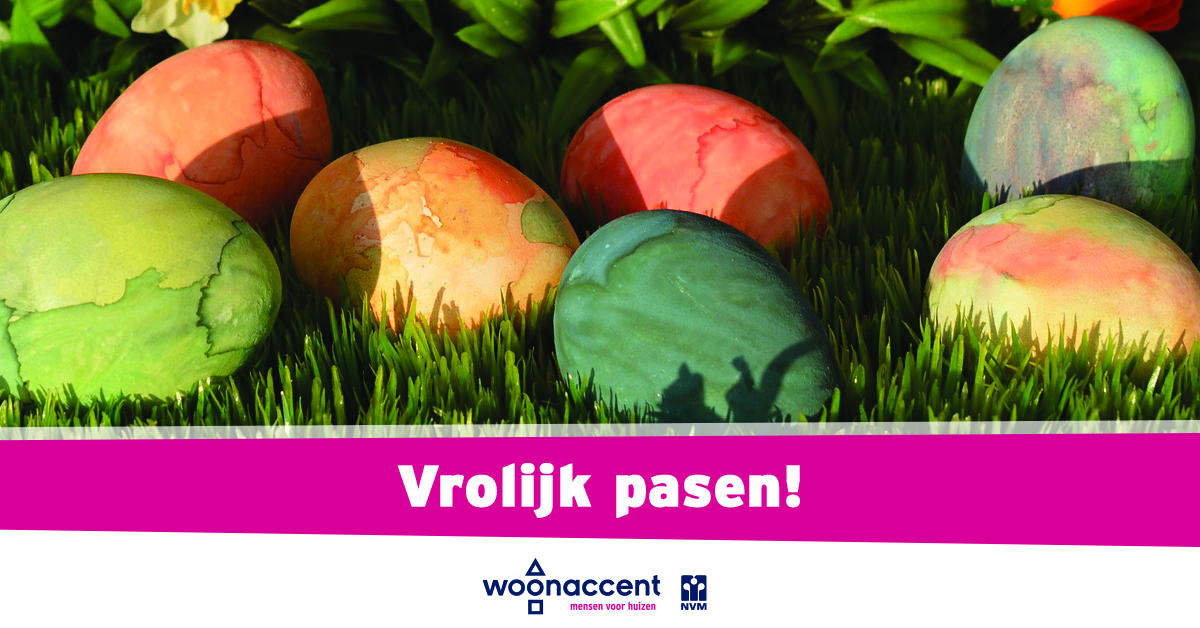 Vrolijk pasen!
woonaccent
mensen voor huizen
NVM